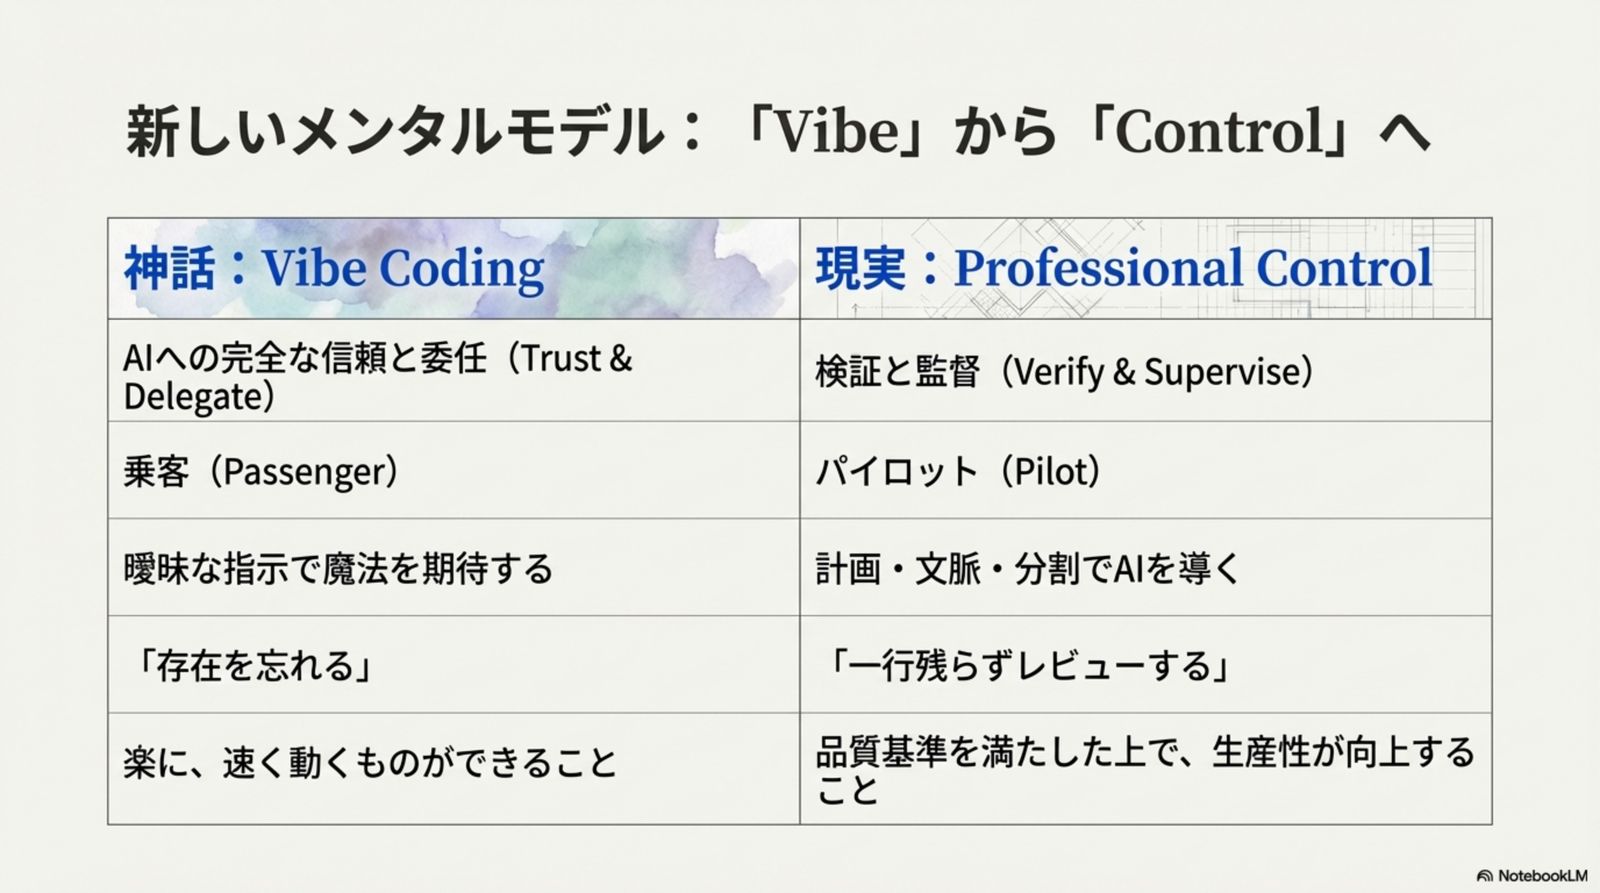 新しいメンタルモデル：「Vibe」から「Control」へ
神話：Vibe Coding
現実：Professional Control
AIへの完全な信頼と委任（Trust &
Delegate）
検証と監督（Verify & Supervise）
乗客（Passenger）
パイロット（Pilot）
曖昧な指示で魔法を期待する
計画・文脈・分割でAIを導く
「存在を忘れる」
「一行残らずレビューする」
楽に、速く動くものができること
品質基準を満たした上で、生産性が向上する
こと
NotebookLM